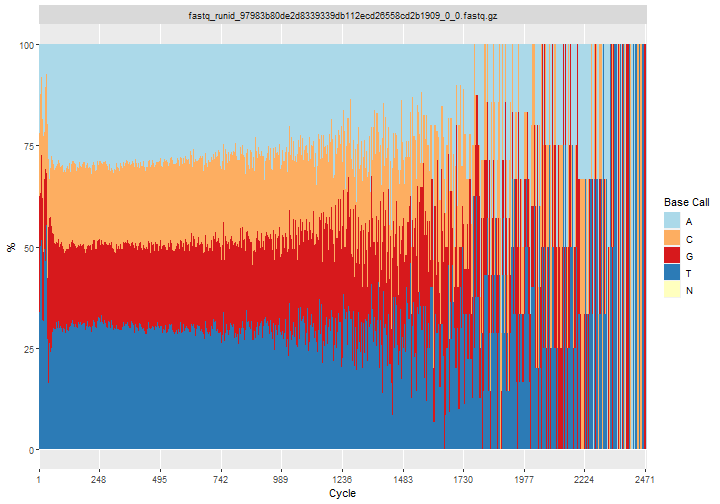 fastq_runid_97983b80de2d8339339db112ecd26558cd2b1909_0_0.fastq.gz
100
75
50
25
0
%
1 248 495 742 989 1236 1483 1730 1977 2224 2471
Cycle
Base Call
A
C
G
T
N